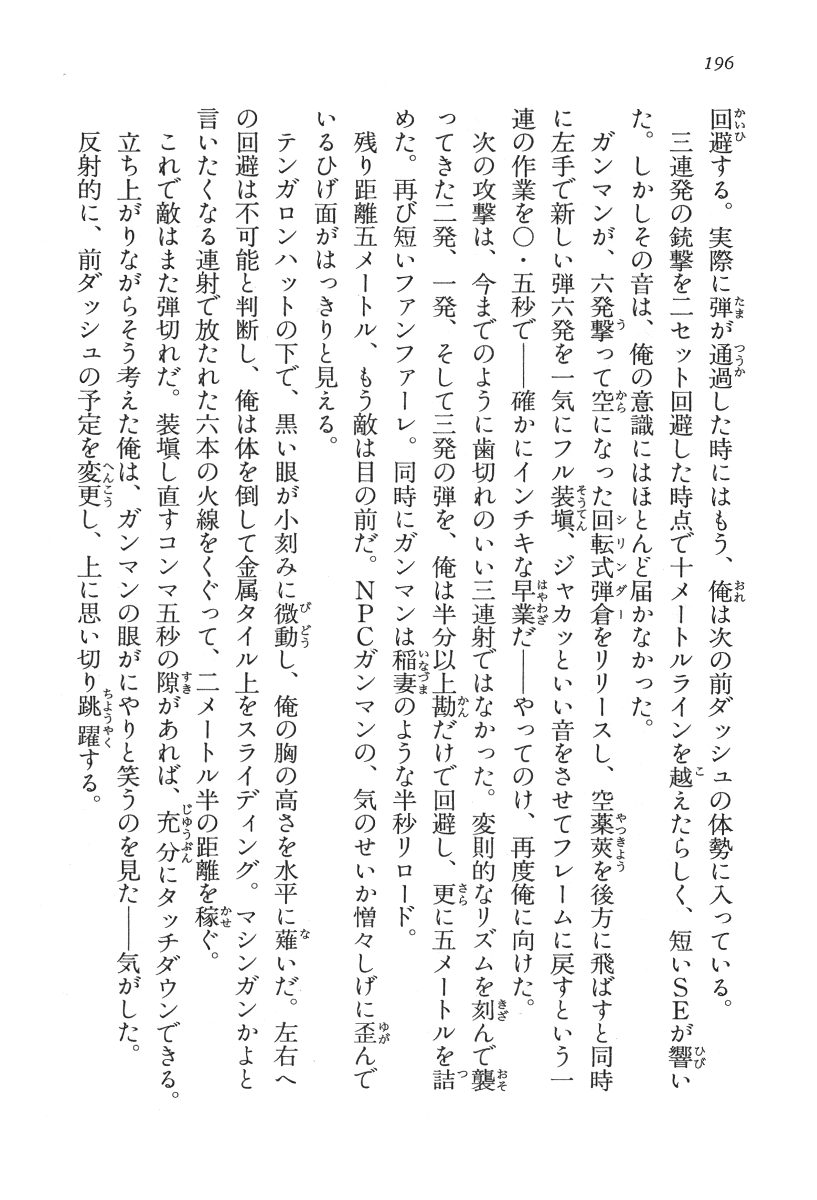 196
回避する。実際に弾が通過した時にはもう、俺は次の前ダッシュの体勢に入っている。
三連発の銃撃を二セット回避した時点で十メートルラインを越えたらしく、短いSEが響い
た。しかしその音は、俺の意識にはほとんど届かなかった。
ガンマンが、六発撃って空になった回転式弾倉をリリースし、空薬莢を後方に飛ばすと同時
に左手で新しい弾六発を一気にフル装塡、ジャカッといい音をさせてフレームに戻すという一
連の作業を〇・五秒で――確かにインチキな早業だ――やってのけ、再度俺に向けた。
次の攻撃は、今までのように歯切れのいい三連射ではなかった。変則的なリズムを刻んで襲
ってきた二発、一発、そして三発の弾を、俺は半分以上勘だけで回避し、更に五メートルを詰
めた。再び短いファンファーレ。同時にガンマンは稲妻のような半秒リロード。
残り距離五メートル、もう敵は目の前だ。NPCガンマンの、気のせいか憎々しげに歪んで
いるひげ面がはっきりと見える。
テンガロンハットの下で、黒い眼が小刻みに微動し、俺の胸の高さを水平に薙いだ。左右へ
の回避は不可能と判断し、俺は体を倒して金属タイル上をスライディング。マシンガンかよと
言いたくなる連射で放たれた六本の火線をくぐって、二メートル半の距離を稼ぐ。
これで敵はまた弾切れだ。装塡し直すコンマ五秒の隙があれば、充分にタッチダウンできる。
立ち上がりながらそう考えた俺は、ガンマンの眼がにやりと笑うのを見た――気がした。
反射的に、前ダッシュの予定を変更し、上に思い切り跳躍する。